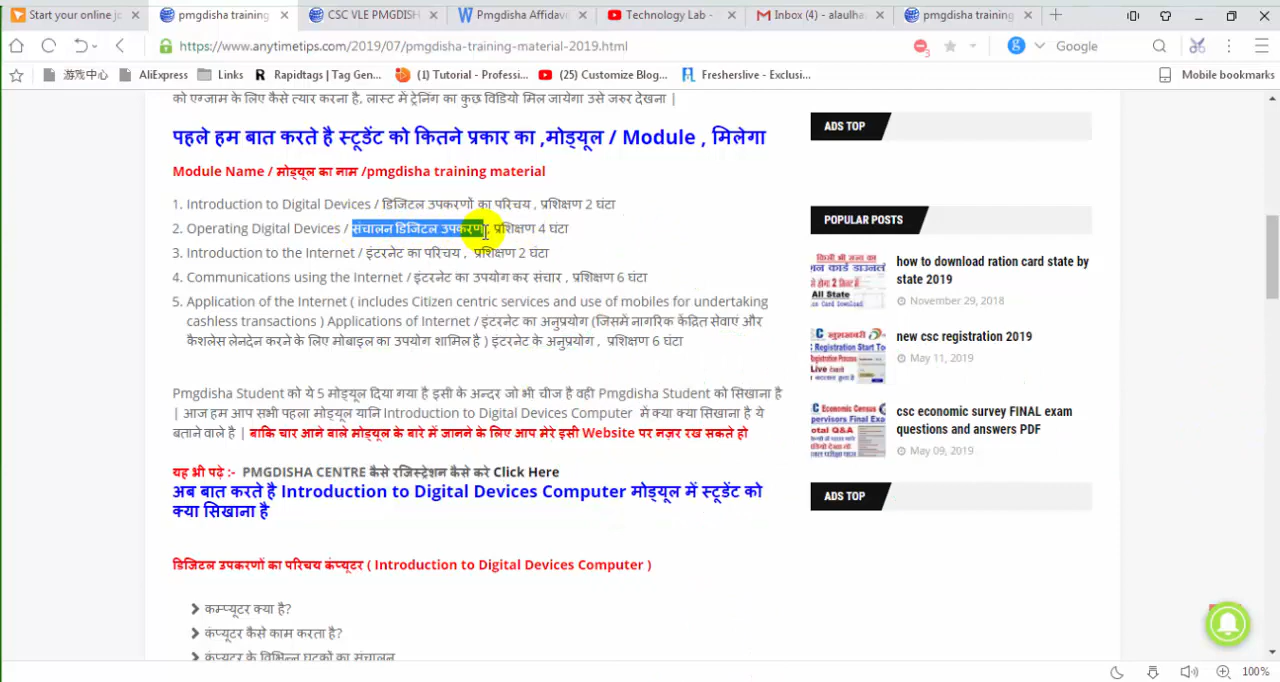 Start your online jo
pmgdisha training
CSC VLE PMGDISH
Pmgdisha Affidav
Technology Lab -
Inbox (4) - alaulha
pmgdisha training
https://www.anytimetips.com/2019/07/pmgdisha-training-material-2019.html
3
Google
游戏中心
AliExpress
Links
Rapidtags | Tag Gen...
(1) Tutorial - Professi...
(25) Customize Blog...
Fresherslive - Exclusi...
Mobile bookmarks
को एग्जाम के लिए कैसे त्यार करना है, लास्ट में ट्रेनिंग का कुछ विडियो मिल जायेगा उसे जरुर देखना |
पहले हम बात करते है स्टूडेंट को कितने प्रकार का ,मोड्यूल / Module , मिलेगा
Module Name / मोड्यूल का नाम /pmgdisha training material
1. Introduction to Digital Devices / डिजिटल उपकरणों का परिचय , प्रशिक्षण 2 घंटा
2. Operating Digital Devices / संचालन डिजिटल उपकरण , प्रशिक्षण 4 घंटा
3. Introduction to the Internet / इंटरनेट का परिचय , प्रशिक्षण 2 घंटा
4. Communications using the Internet / इंटरनेट का उपयोग कर संचार , प्रशिक्षण 6 घंटा
5. Application of the Internet ( includes Citizen centric services and use of mobiles for undertaking
cashless transactions ) Applications of Internet / इंटरनेट का अनुप्रयोग (जिसमें नागरिक केंद्रित सेवाएं और
कैशलेस लेनदेन करने के लिए मोबाइल का उपयोग शामिल है ) इंटरनेट के अनुप्रयोग , प्रशिक्षण 6 घंटा
Pmgdisha Student को ये 5 मोड्यूल दिया गया है इसी के अन्दर जो भी चीज है वही Pmgdisha Student को सिखाना है
| आज हम आप सभी पहला मोड्यूल यानि Introduction to Digital Devices Computer में क्या क्या सिखाना है ये
बताने वाले है | बाकि चार आने वाले मोड्यूल के बारे में जानने के लिए आप मेरे इसी Website पर नज़र रख सकते हो
यह भी पढ़े :- PMGDISHA CENTRE कैसे रजिस्ट्रेशन कैसे करे Click Here
अब बात करते है Introduction to Digital Devices Computer मोड्यूल में स्टूडेंट को
क्या सिखाना है
डिजिटल उपकरणों का परिचय कंप्यूटर ( Introduction to Digital Devices Computer )
कम्प्यूटर क्या है?
कंप्यूटर कैसे काम करता है?
कंप्यूटर के विभिन्न घटकों का संचालन
ADS TOP
POPULAR POSTS
how to download ration card state by
state 2019
November 29, 2018
new csc registration 2019
May 11, 2019
csc economic survey FINAL exam
questions and answers PDF
May 09, 2019
ADS TOP
100%